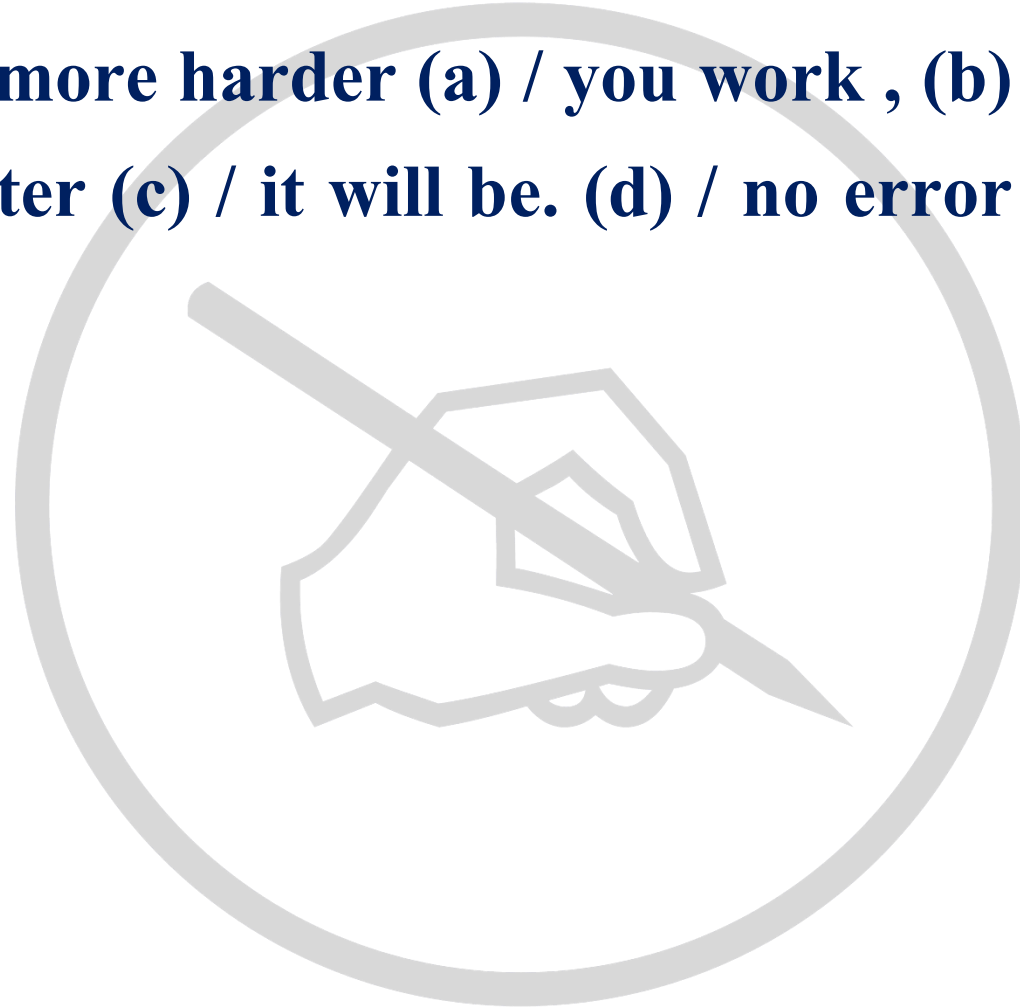 more harder (a) / you work , (b)
ter (c) / it will be. (d) / no error